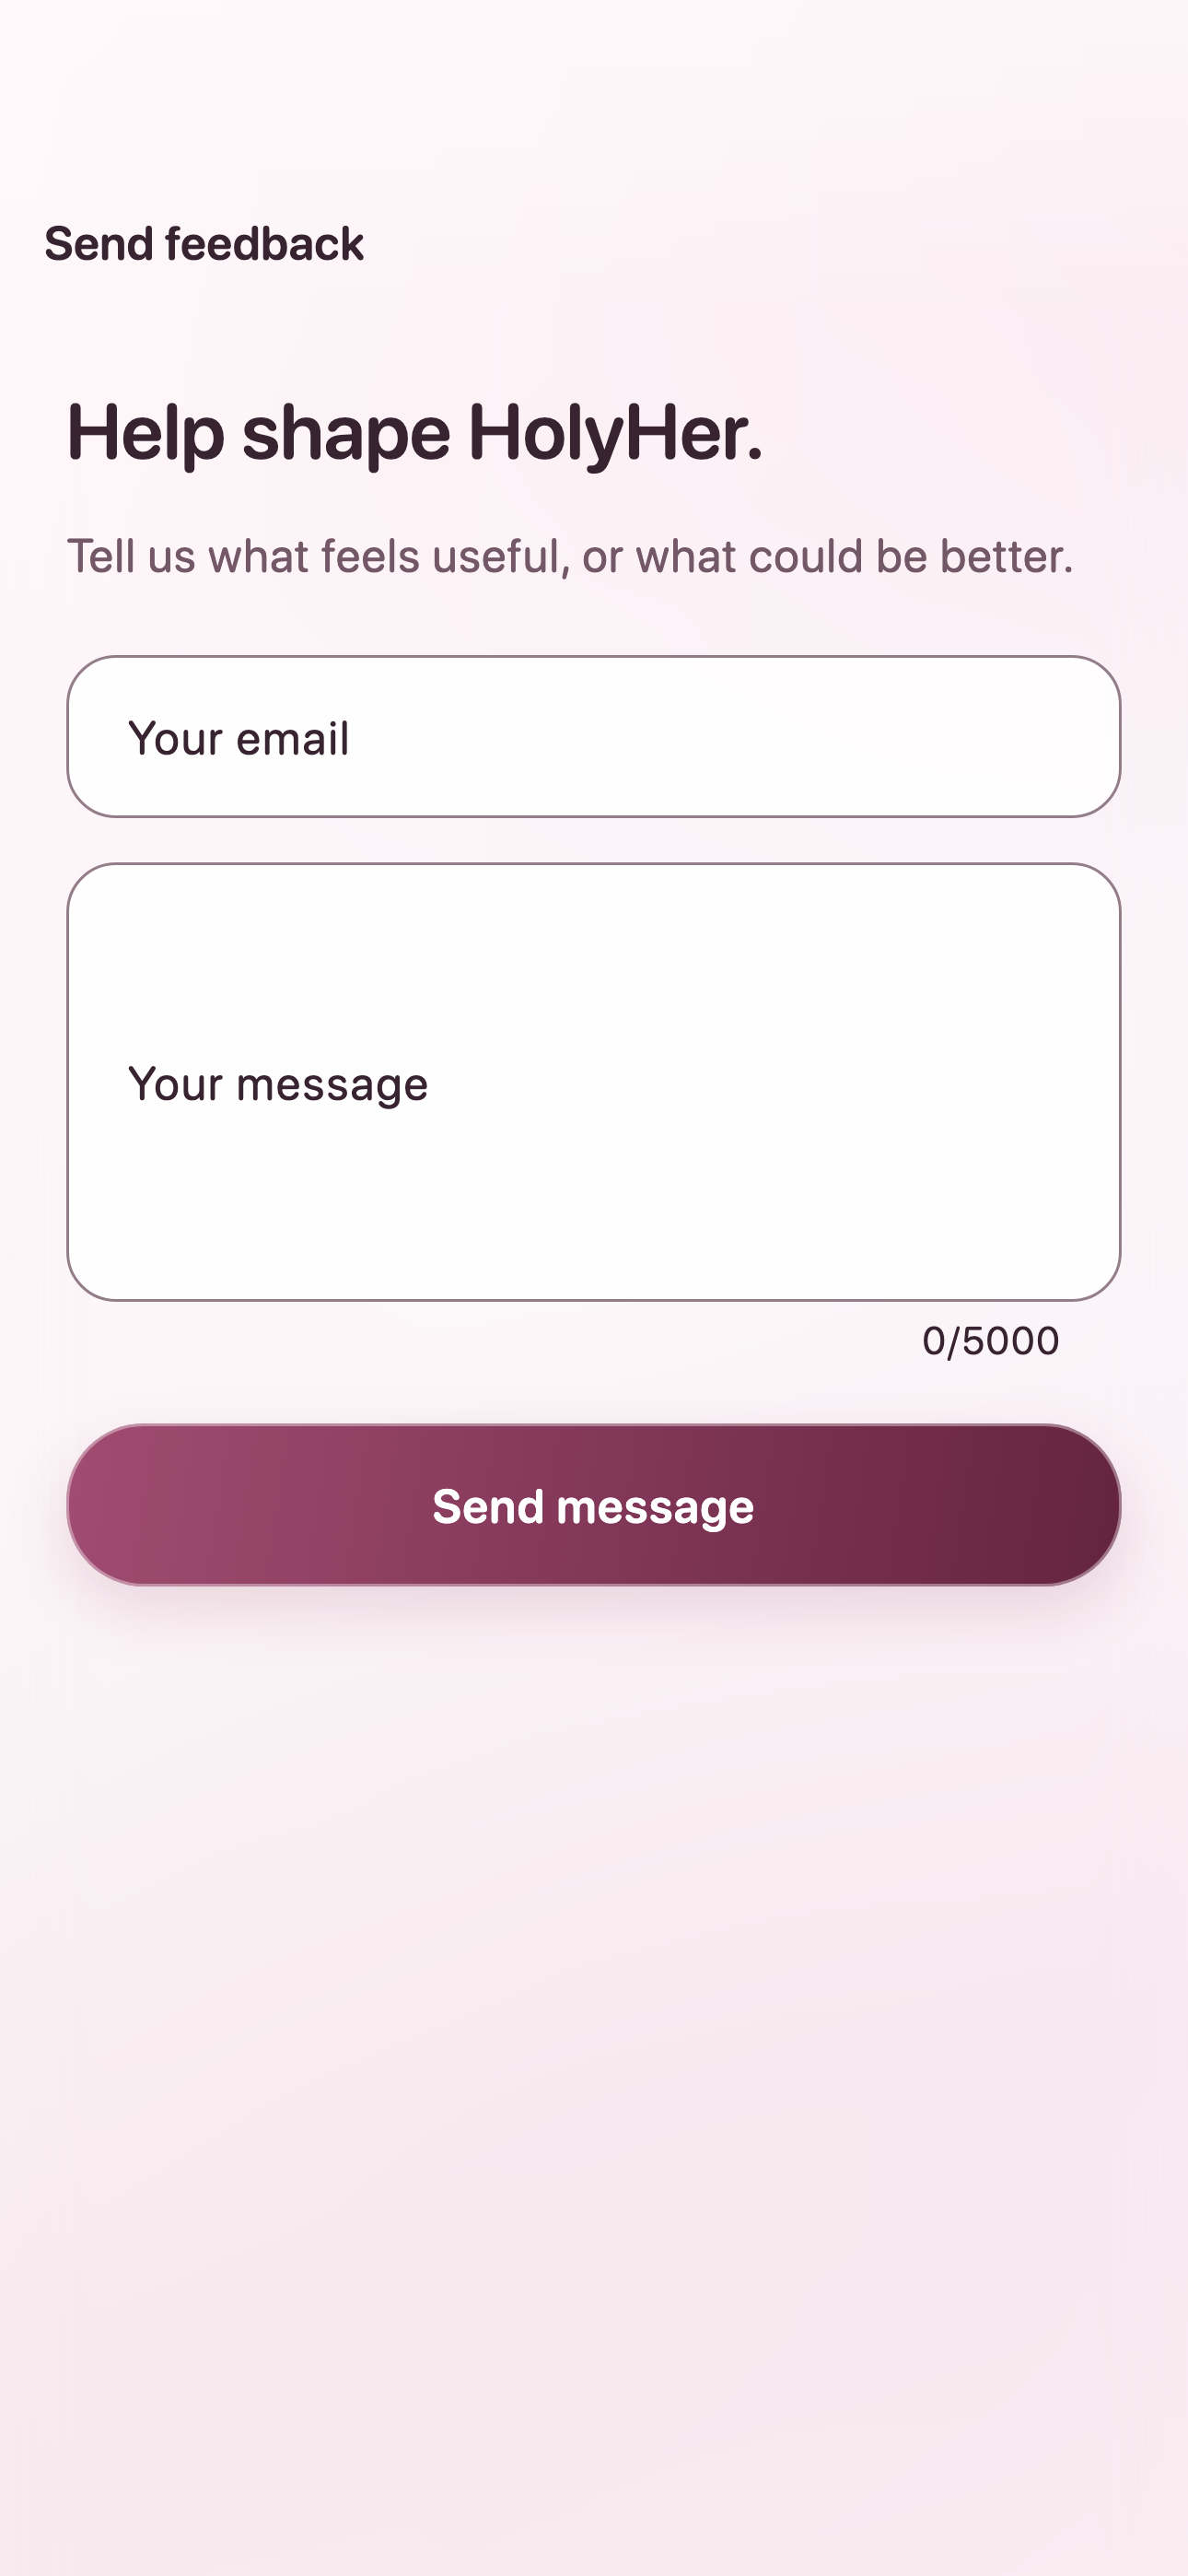 Send feedback
Help shape HolyHer.
Tell us what feels useful, or what could be better.
Your email
Your message
0/5000
Send message